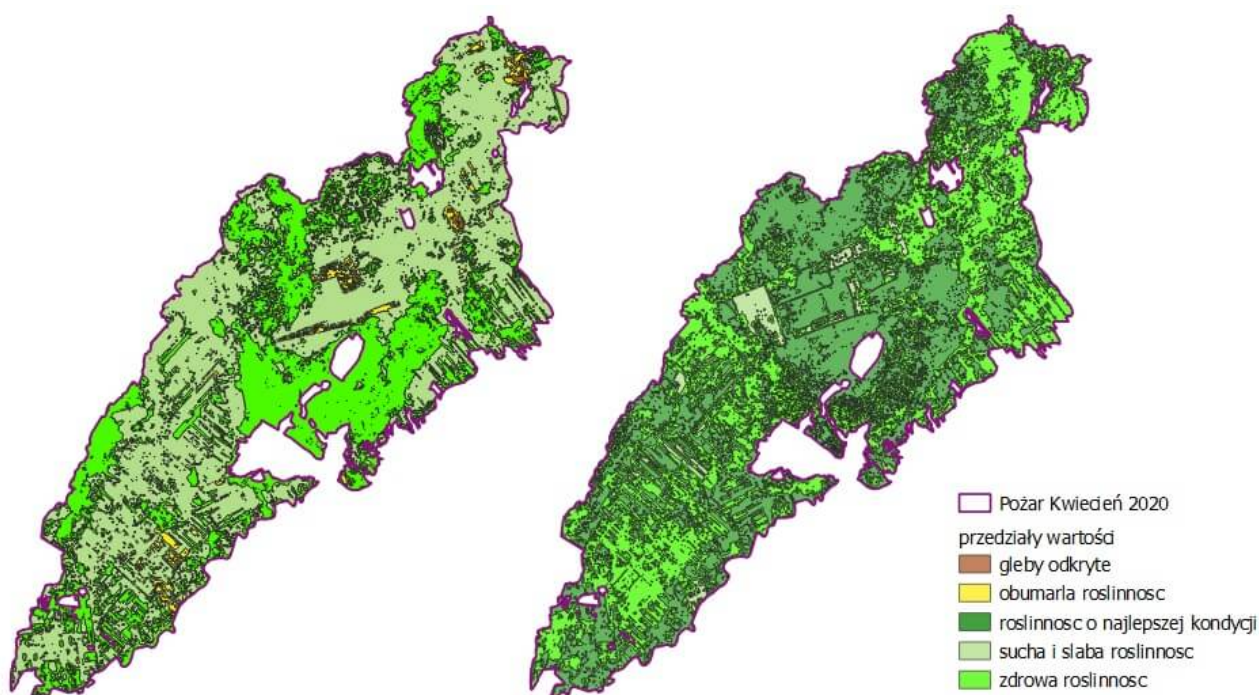 Pożar Kwiecień 2020
przedziały wartości
gleby odkryte
obumarla roslinnosc
roslinnosc o najlepszej kondycji
sucha i slaba roslinnosc
zdrowa roslinnosc